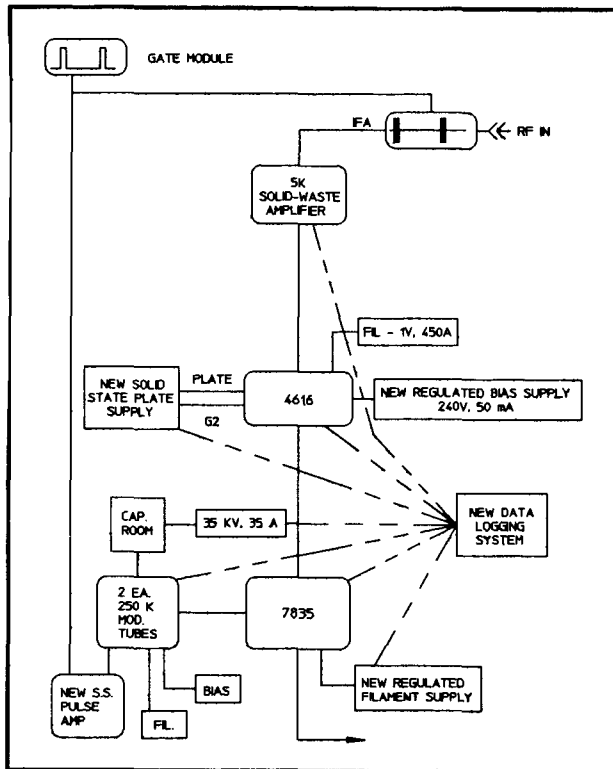 GATE MODULE
IFA
RF IN
5K
SOLID-WASTE
AMPLIFIER
FIL - 1V, 450A
NEW SOLID
STATE PLATE
SUPPLY
PLATE
G2
4616
NEW REGULATED BIAS SUPPLY
240V, 50 mA
CAP.
ROOM
35 KV, 35 A
NEW DATA
LOGGING
SYSTEM
2 EA.
250 K
MOD.
TUBES
7835
NEW S.S.
PULSE
AMP
FIL.
BIAS
NEW REGULATED
FILAMENT SUPPLY